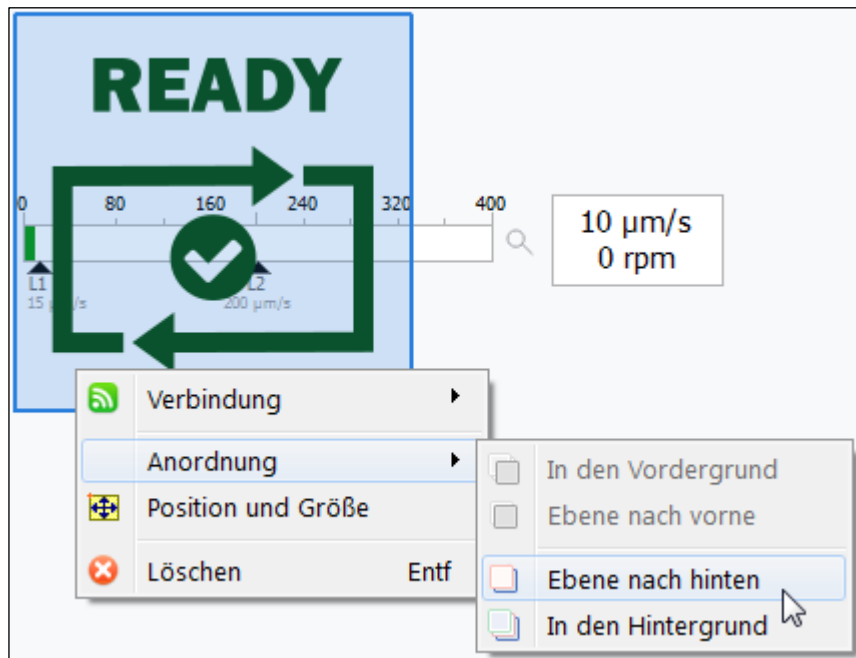 READY
0 80 160 240 320 400
10 µm/s
0 rpm
L1 L2
15 µm/s 200 µm/s
Verbindung
Anordnung
Position und Größe
Löschen Entf
In den Vordergrund
Ebene nach vorne
Ebene nach hinten
In den Hintergrund